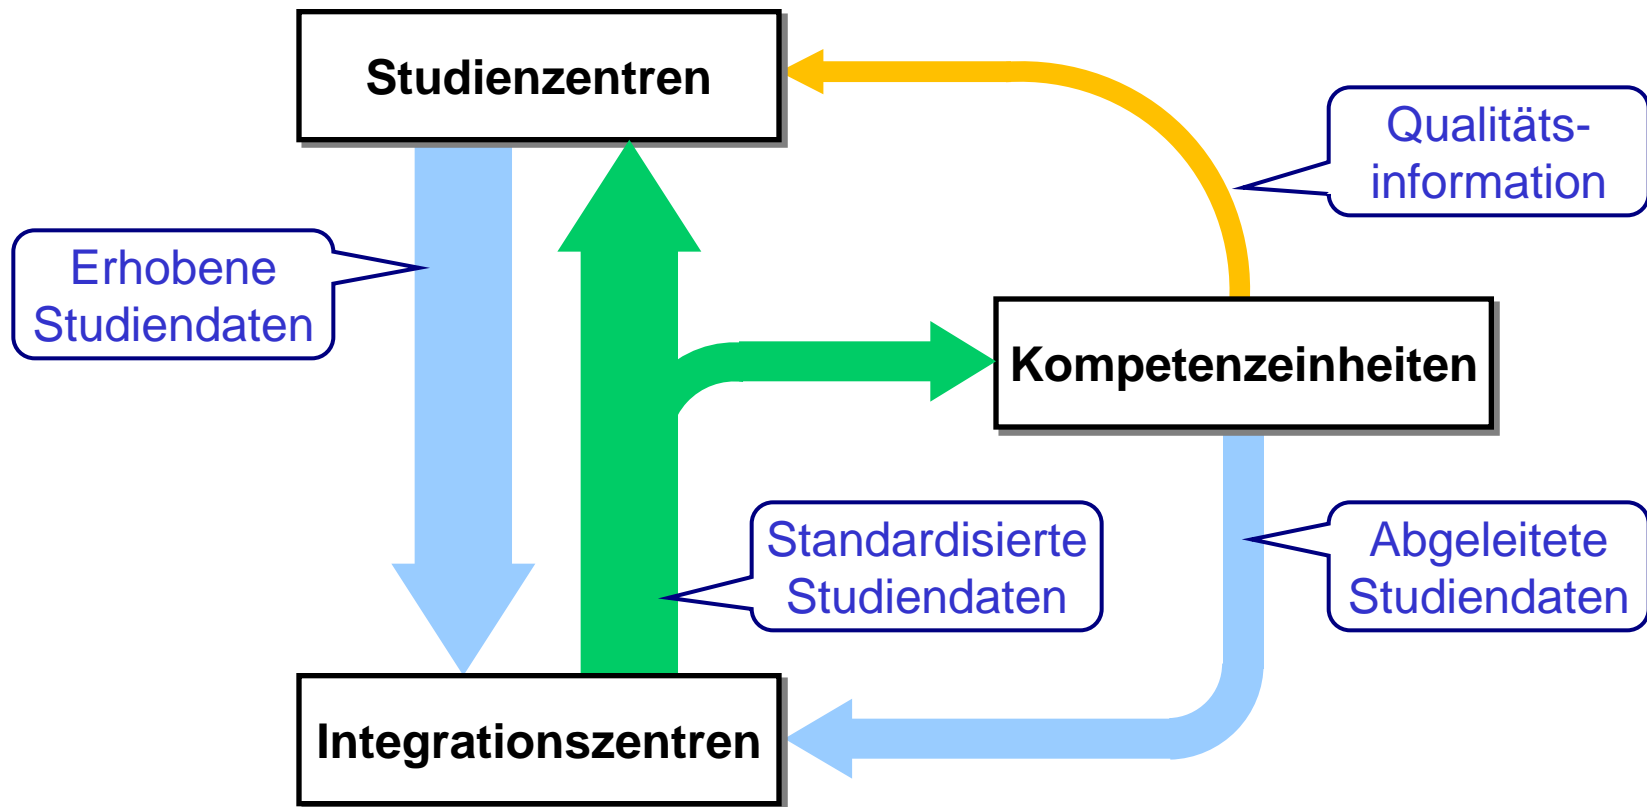 Studienzentren
Qualitäts-
information
Erhobene
Studiendaten
Kompetenzeinheiten
Standardisierte
Studiendaten
Abgeleitete
Studiendaten
Integrationszentren